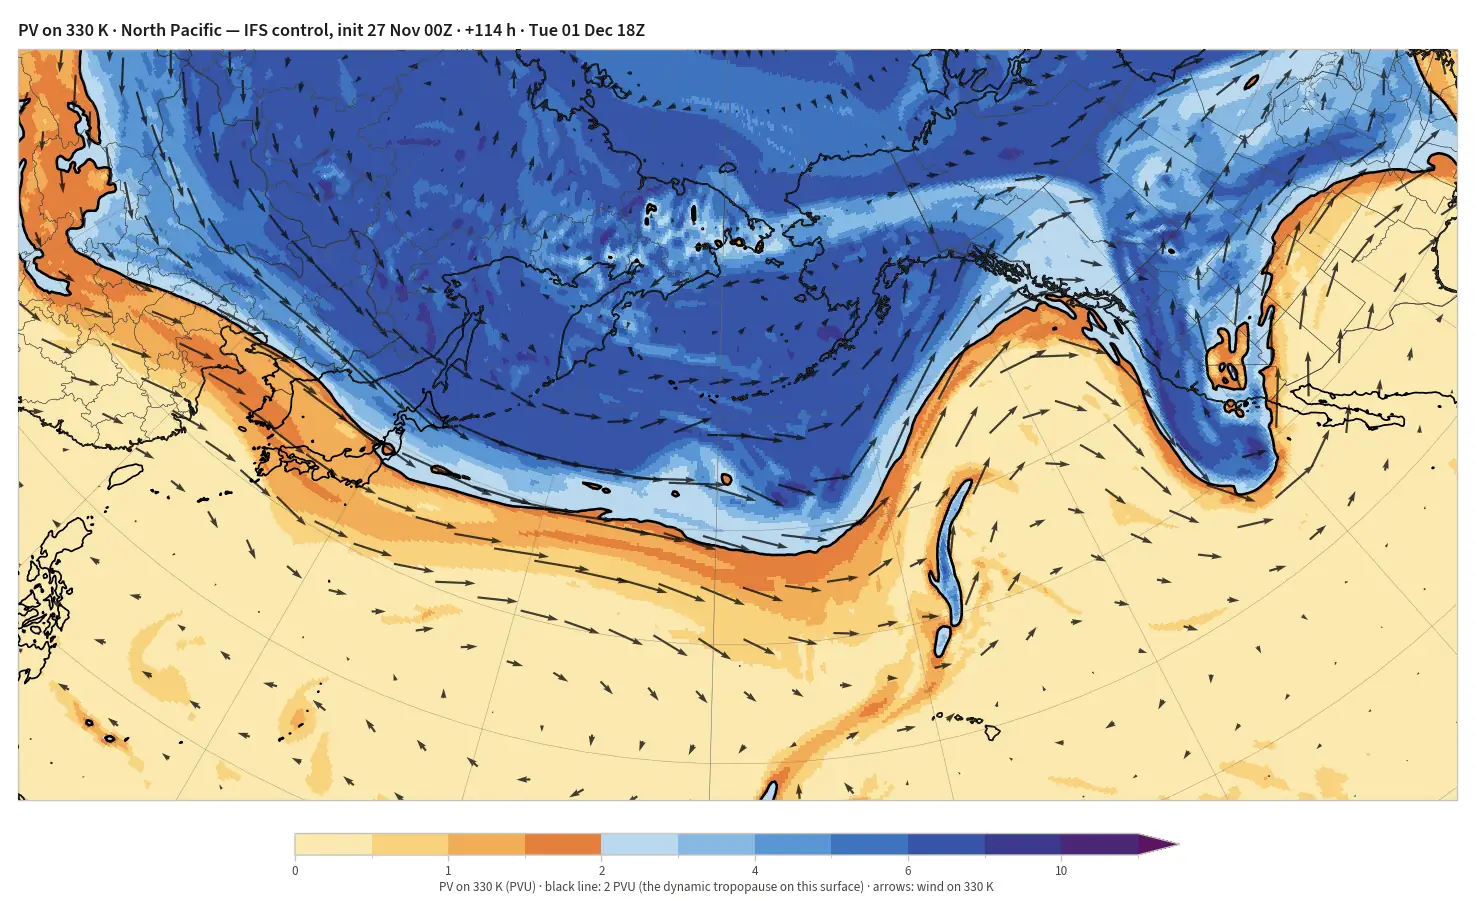 PV on 330 K · North Pacific — IFS control, init 27 Nov 00Z · +114 h · Tue 01 Dec 18Z
0 1 2 4 6 10
PV on 330 K (PVU) · black line: 2 PVU (the dynamic tropopause on this surface) · arrows: wind on 330 K